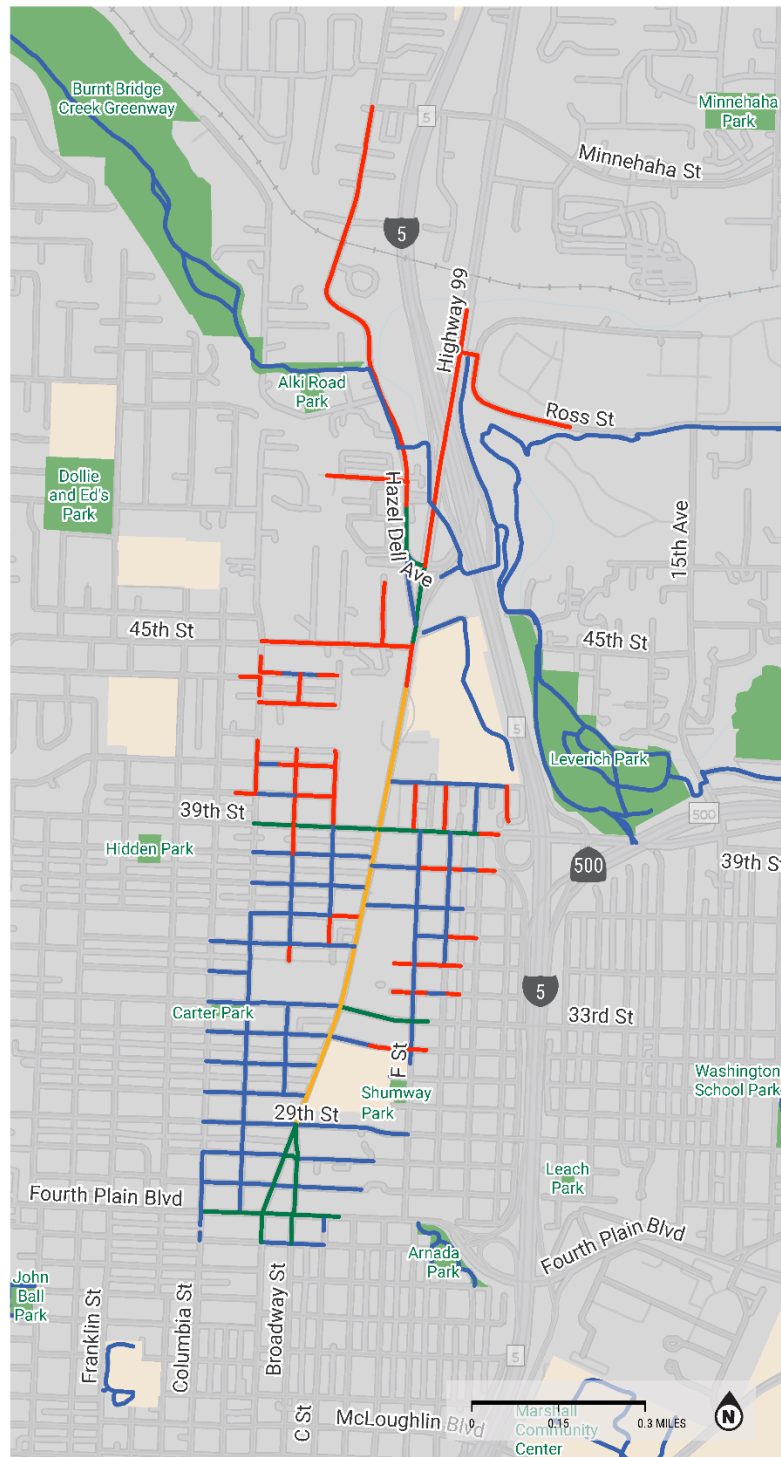 Burnt Bridge
Creek Greenway
Minnehaha
Park
5
Minnehaha St
5
Highway 99
Alki Road
Park
Ross St
Dollie
and Ed's
Park
Hazel Dell
Ave
15th Ave
45th St
45th St
5
Leverich Park
500
39th St
Hidden Park
500
39th St
5
Carter Park
33rd St
F St
Washington
School Park
Shumway
Park
29th St
Leach
Park
Fourth Plain Blvd
Fourth Plain Blvd
Arnada
Park
John
Ball
Park
Franklin St
Columbia St
Broadway St
5
C St
McLoughlin Blvd
0
0.15
0.3 MILES
N
Marshall
Community
Center